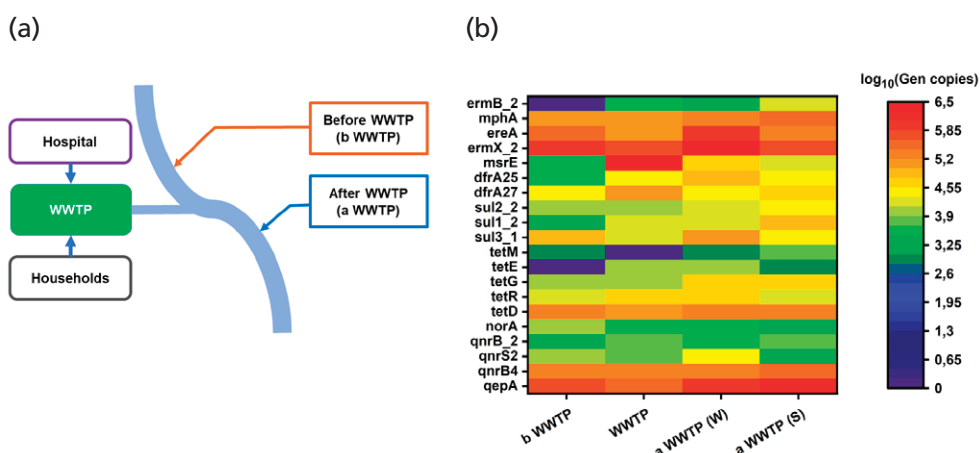 (a)
(b)
Hospital
WWTP
Households
Before WWTP
(b WWTP)
After WWTP
(a WWTP)
ermB_2
mphA
ereA
ermX_2
msrE
dfrA25
dfrA27
sul2_2
sul1_2
sul3_1
tetM
tetE
tetG
tetR
tetD
norA
qnrB_2
qnrS2
qnrB4
qepA
b WWTP
WWTP
a WWTP (W)
a WWTP (S)
log10(Gen copies)
6,5
5,85
5,2
4,55
3,9
3,25
2,6
1,95
1,3
0,65
0